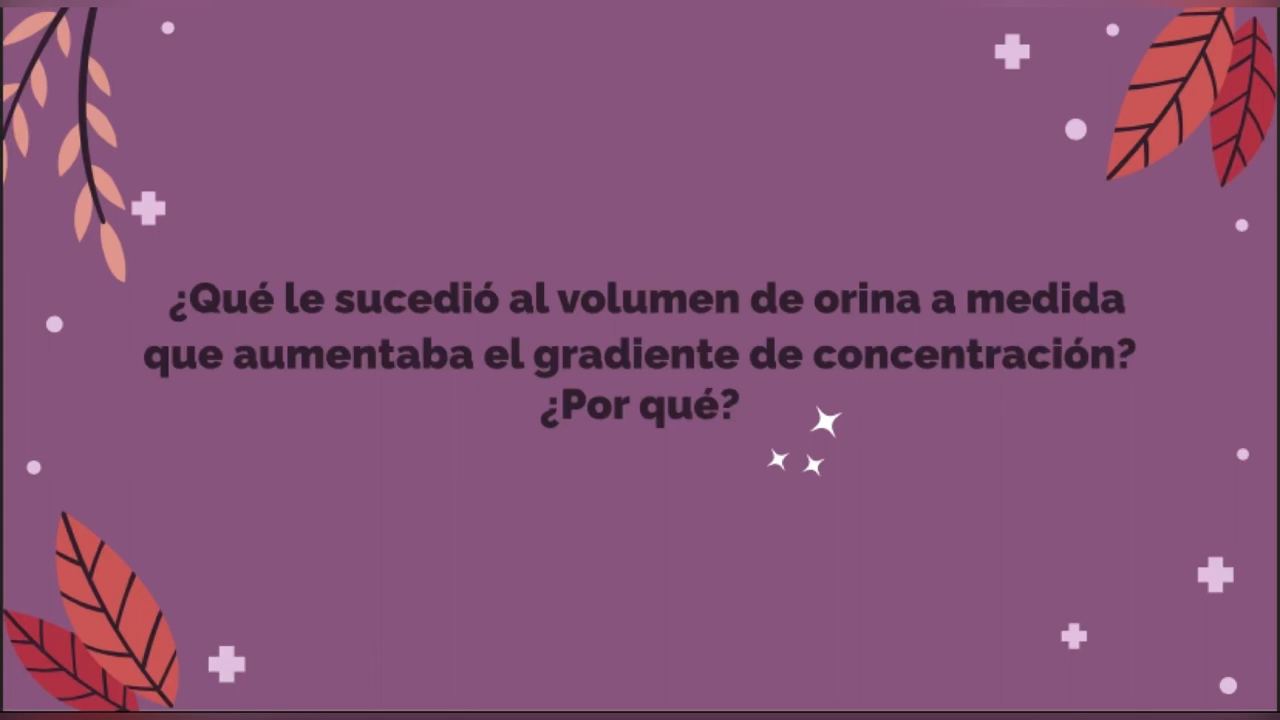 ¿Qué le sucedió al volumen de orina a medida
que aumentaba el gradiente de concentración?
¿Por qué?